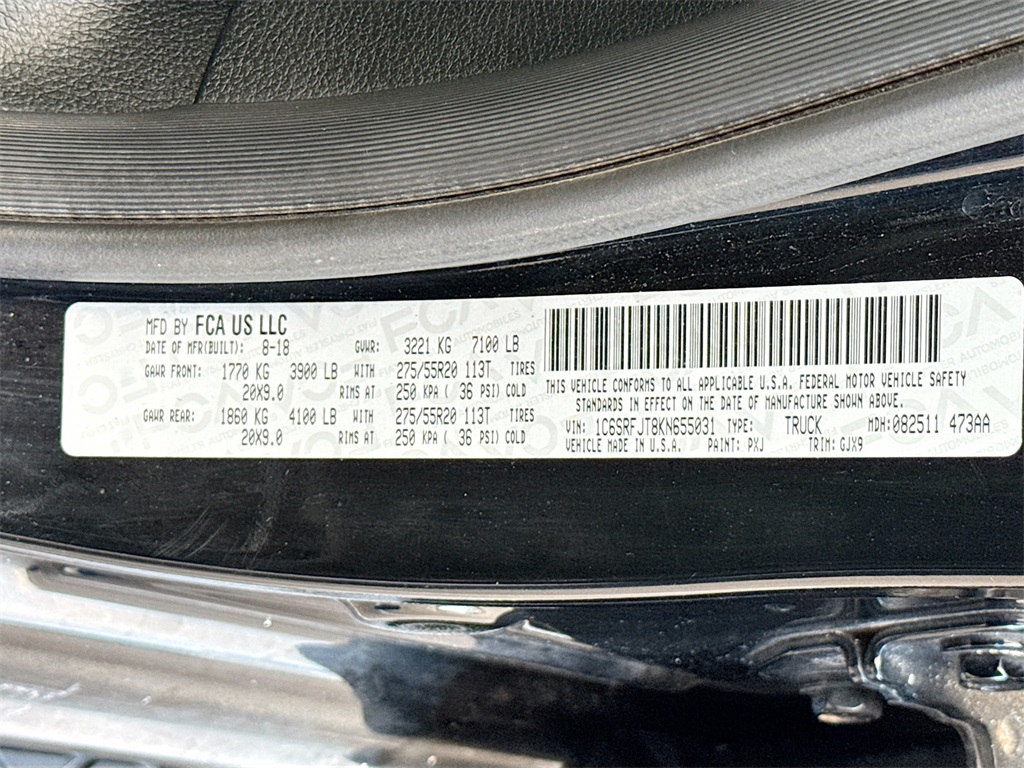 MFD BY FCA US LLC
DATE OF MFR(BUILT): 8-18 GVWR: 3221 KG 7100 LB
GAWR FRONT: 1770 KG 3900 LB WITH 275/55R20 113T TIRES
20X9.0 RIMS AT 250 KPA ( 36 PSI) COLD
GAWR REAR: 1860 KG 4100 LB WITH 275/55R20 113T TIRES
20X9.0 RIMS AT 250 KPA ( 36 PSI) COLD
THIS VEHICLE CONFORMS TO ALL APPLICABLE U.S.A. FEDERAL MOTOR VEHICLE SAFETY
STANDARDS IN EFFECT ON THE DATE OF MANUFACTURE SHOWN ABOVE.
VIN: 1C6SRFJT8KN655031 TYPE: TRUCK MDH: 082511 473AA
VEHICLE MADE IN U.S.A. PAINT: PXJ TRIM: GJX9